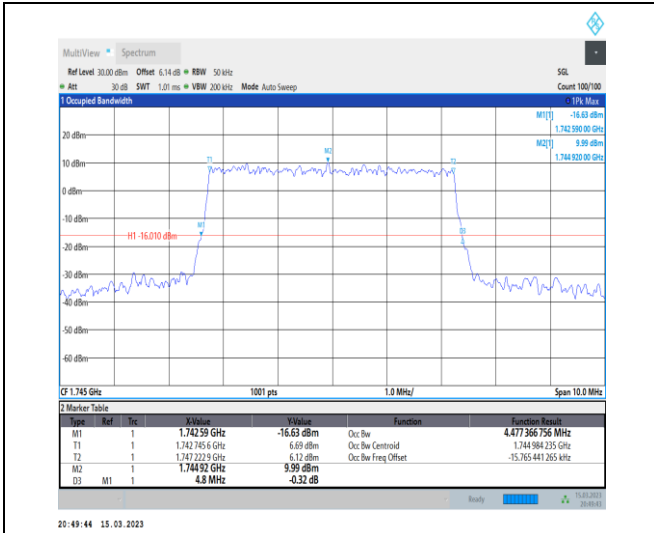 MultiView Spectrum
Ref Level 30.00 dBm Offset 6.14 dB RBW 50 kHz SGL
Att 30 dB SWT 1.01 ms VBW 200 kHz Mode Auto Sweep Count 100/100
1 Occupied Bandwidth 1Pk Max
M1[1] -16.63 dBm
1.742 590 00 GHz
M2[1] 9.99 dBm
1.744 920 00 GHz
20 dBm
M2
T1 T2
10 dBm
0 dBm
-10 dBm
M1
D3
H1 -16.010 dBm
-20 dBm
-30 dBm
-40 dBm
-50 dBm
-60 dBm
CF 1.745 GHz 1001 pts 1.0 MHz/ Span 10.0 MHz
2 Marker Table
Type Ref Trc X-Value Y-Value Function Function Result
M1 1 1.742 59 GHz -16.63 dBm Occ Bw 4.477 366 756 MHz
T1 1 1.742 745 6 GHz 6.69 dBm Occ Bw Centroid 1.744 984 235 GHz
T2 1 1.747 222 9 GHz 6.12 dBm Occ Bw Freq Offset -15.765 441 265 kHz
M2 1 1.744 92 GHz 9.99 dBm
D3 M1 1 4.8 MHz -0.32 dB
Ready 15.03.2023
20:49:43
20:49:44 15.03.2023